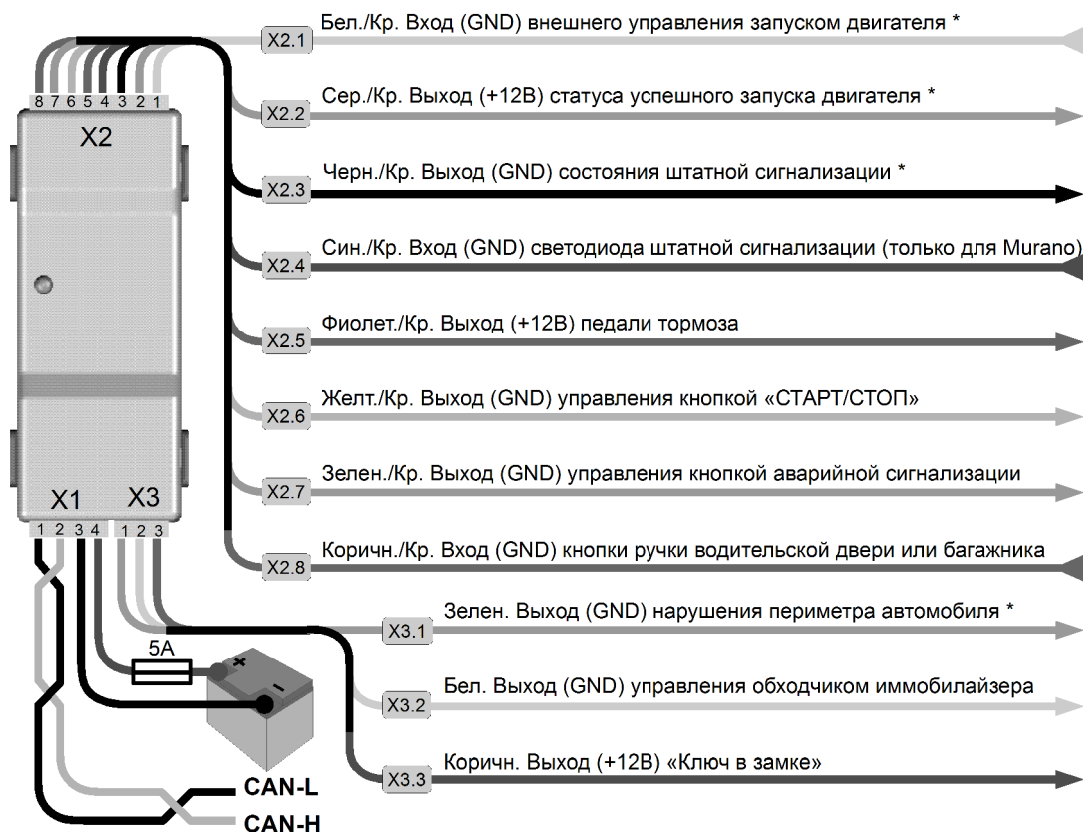 X2.1 Бел./Кр. Вход (GND) внешнего управления запуском двигателя *
8 7 6 5 4 3 2 1
X2
X2.2 Сер./Кр. Выход (+12В) статуса успешного запуска двигателя *
X2.3 Черн./Кр. Выход (GND) состояния штатной сигнализации *
X2.4 Син./Кр. Вход (GND) светодиода штатной сигнализации (только для Murano)
X2.5 Фиолет./Кр. Выход (+12В) педали тормоза
X2.6 Желт./Кр. Выход (GND) управления кнопкой «СТАРТ/СТОП»
X2.7 Зелен./Кр. Выход (GND) управления кнопкой аварийной сигнализации
X1 X3
1 2 3 4 1 2 3
X2.8 Коричн./Кр. Вход (GND) кнопки ручки водительской двери или багажника
X3.1 Зелен. Выход (GND) нарушения периметра автомобиля *
5A
+ -
X3.2 Бел. Выход (GND) управления обходчиком иммобилайзера
X3.3 Коричн. Выход (+12В) «Ключ в замке»
CAN-L
CAN-H